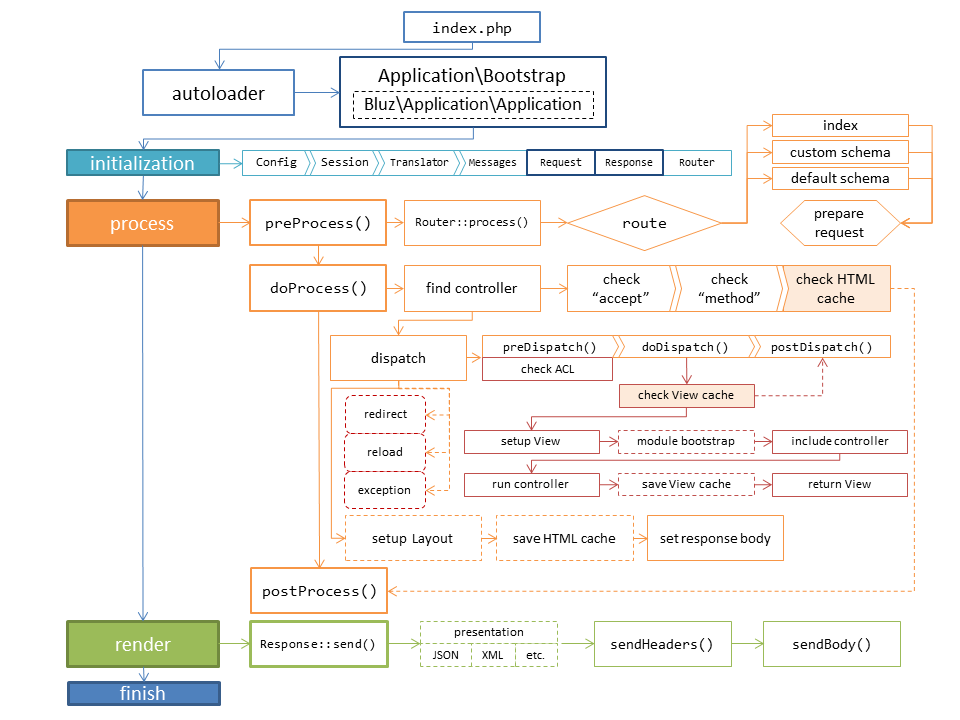 index.php
autoloader
Application\Bootstrap
Bluz\Application\Application
initialization
Config
Session
Translator
Messages
Request
Response
Router
index
custom schema
default schema
process
preProcess()
Router::process()
route
prepare
request
doProcess()
find controller
check
“accept”
check
“method”
check HTML
cache
dispatch
preDispatch()
doDispatch()
postDispatch()
check ACL
check View cache
redirect
reload
exception
setup View
module bootstrap
include controller
run controller
save View cache
return View
setup Layout
save HTML cache
set response body
postProcess()
render
Response::send()
presentation
JSON
XML
etc.
sendHeaders()
sendBody()
finish